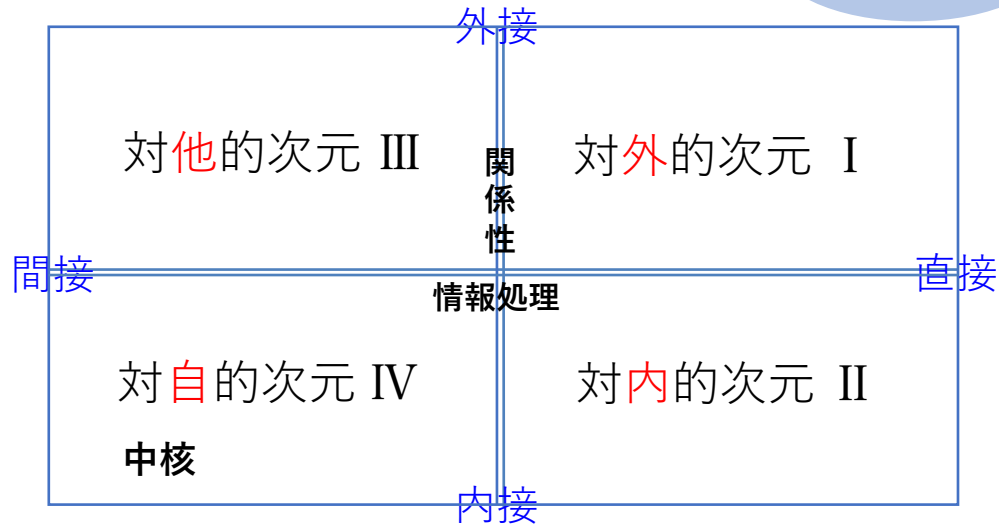 外接
対他的次元 Ⅲ
関係性
対外的次元 Ⅰ
間接
直接
情報処理
対自的次元 Ⅳ
対内的次元 Ⅱ
中核
内接